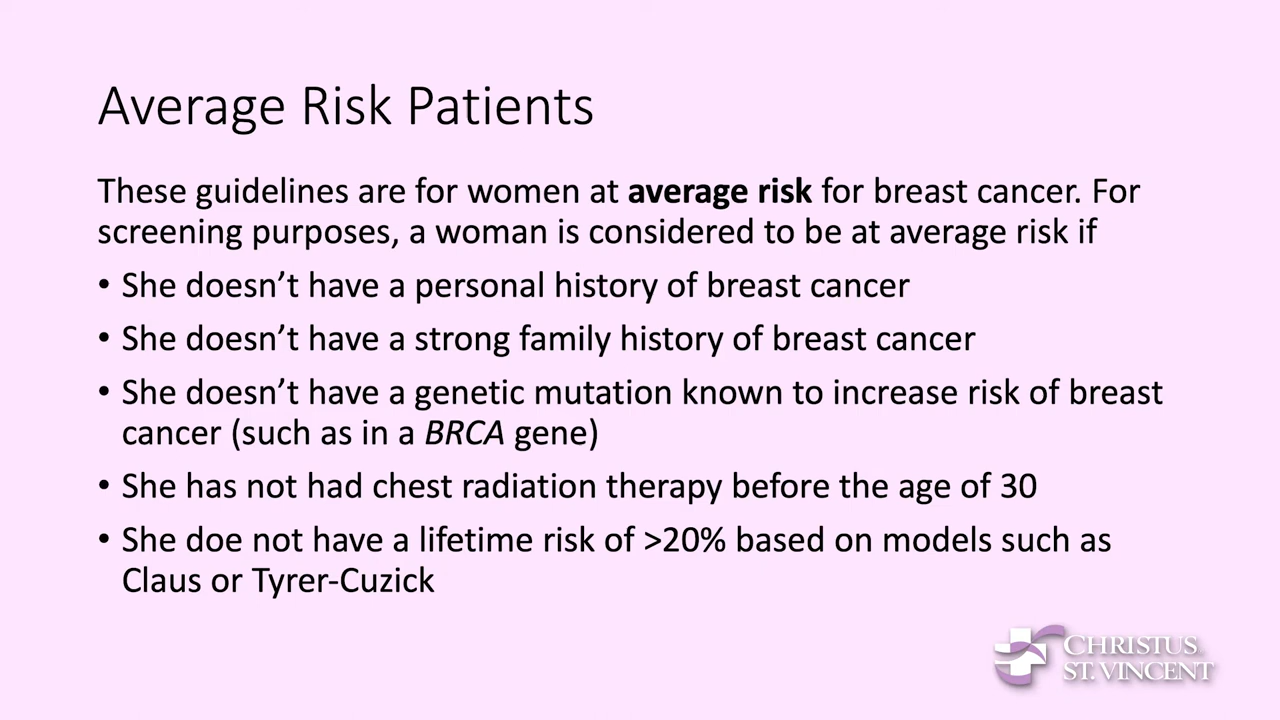 Average Risk Patients
These guidelines are for women at average risk for breast cancer. For
screening purposes, a woman is considered to be at average risk if
• She doesn’t have a personal history of breast cancer
• She doesn’t have a strong family history of breast cancer
• She doesn’t have a genetic mutation known to increase risk of breast
cancer (such as in a BRCA gene)
• She has not had chest radiation therapy before the age of 30
• She doe not have a lifetime risk of >20% based on models such as
Claus or Tyrer-Cuzick
CHRISTUS
ST. VINCENT